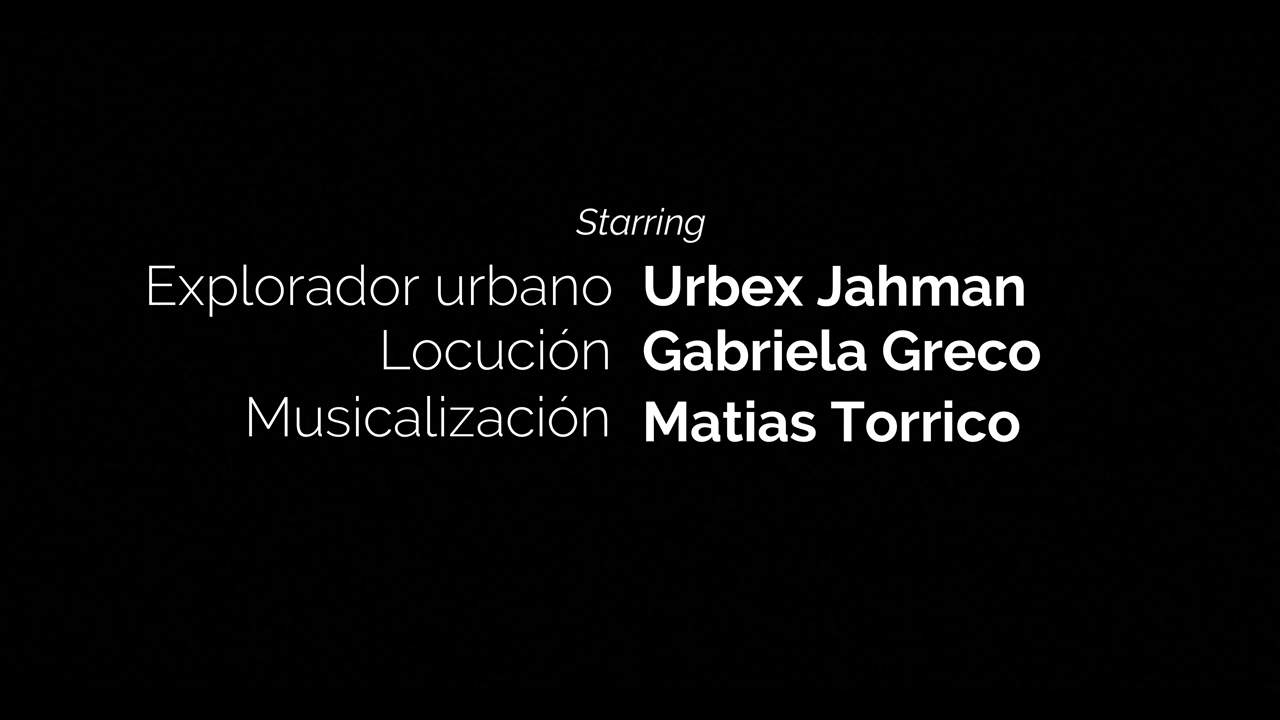 Starring
Explorador urbano Urbex Jahman
Locución Gabriela Greco
Musicalización Matias Torrico